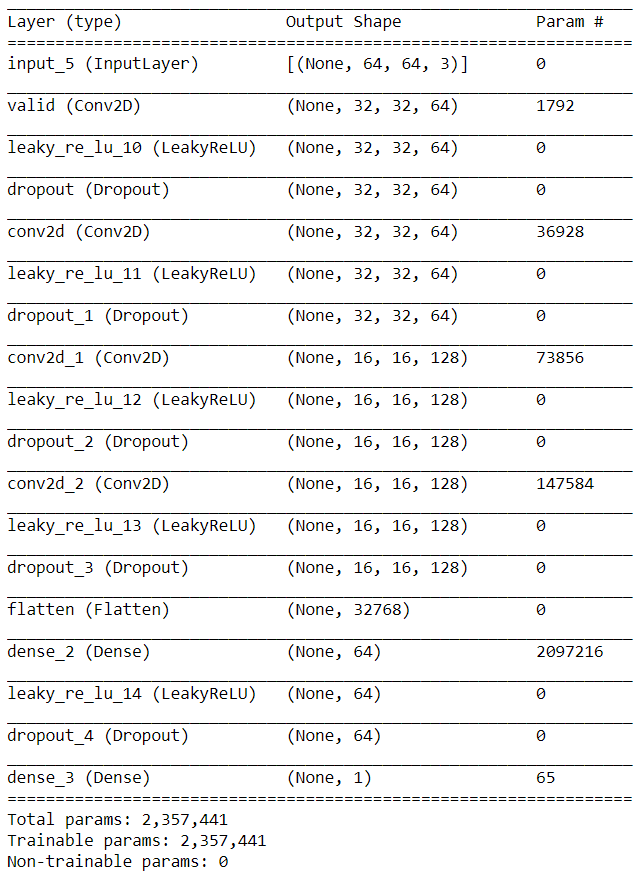 Layer (type) Output Shape Param #
=================================================================
input_5 (InputLayer) [(None, 64, 64, 3)] 0
valid (Conv2D) (None, 32, 32, 64) 1792
leaky_re_lu_10 (LeakyReLU) (None, 32, 32, 64) 0
dropout (Dropout) (None, 32, 32, 64) 0
conv2d (Conv2D) (None, 32, 32, 64) 36928
leaky_re_lu_11 (LeakyReLU) (None, 32, 32, 64) 0
dropout_1 (Dropout) (None, 32, 32, 64) 0
conv2d_1 (Conv2D) (None, 16, 16, 128) 73856
leaky_re_lu_12 (LeakyReLU) (None, 16, 16, 128) 0
dropout_2 (Dropout) (None, 16, 16, 128) 0
conv2d_2 (Conv2D) (None, 16, 16, 128) 147584
leaky_re_lu_13 (LeakyReLU) (None, 16, 16, 128) 0
dropout_3 (Dropout) (None, 16, 16, 128) 0
flatten (Flatten) (None, 32768) 0
dense_2 (Dense) (None, 64) 2097216
leaky_re_lu_14 (LeakyReLU) (None, 64) 0
dropout_4 (Dropout) (None, 64) 0
dense_3 (Dense) (None, 1) 65
=================================================================
Total params: 2,357,441
Trainable params: 2,357,441
Non-trainable params: 0